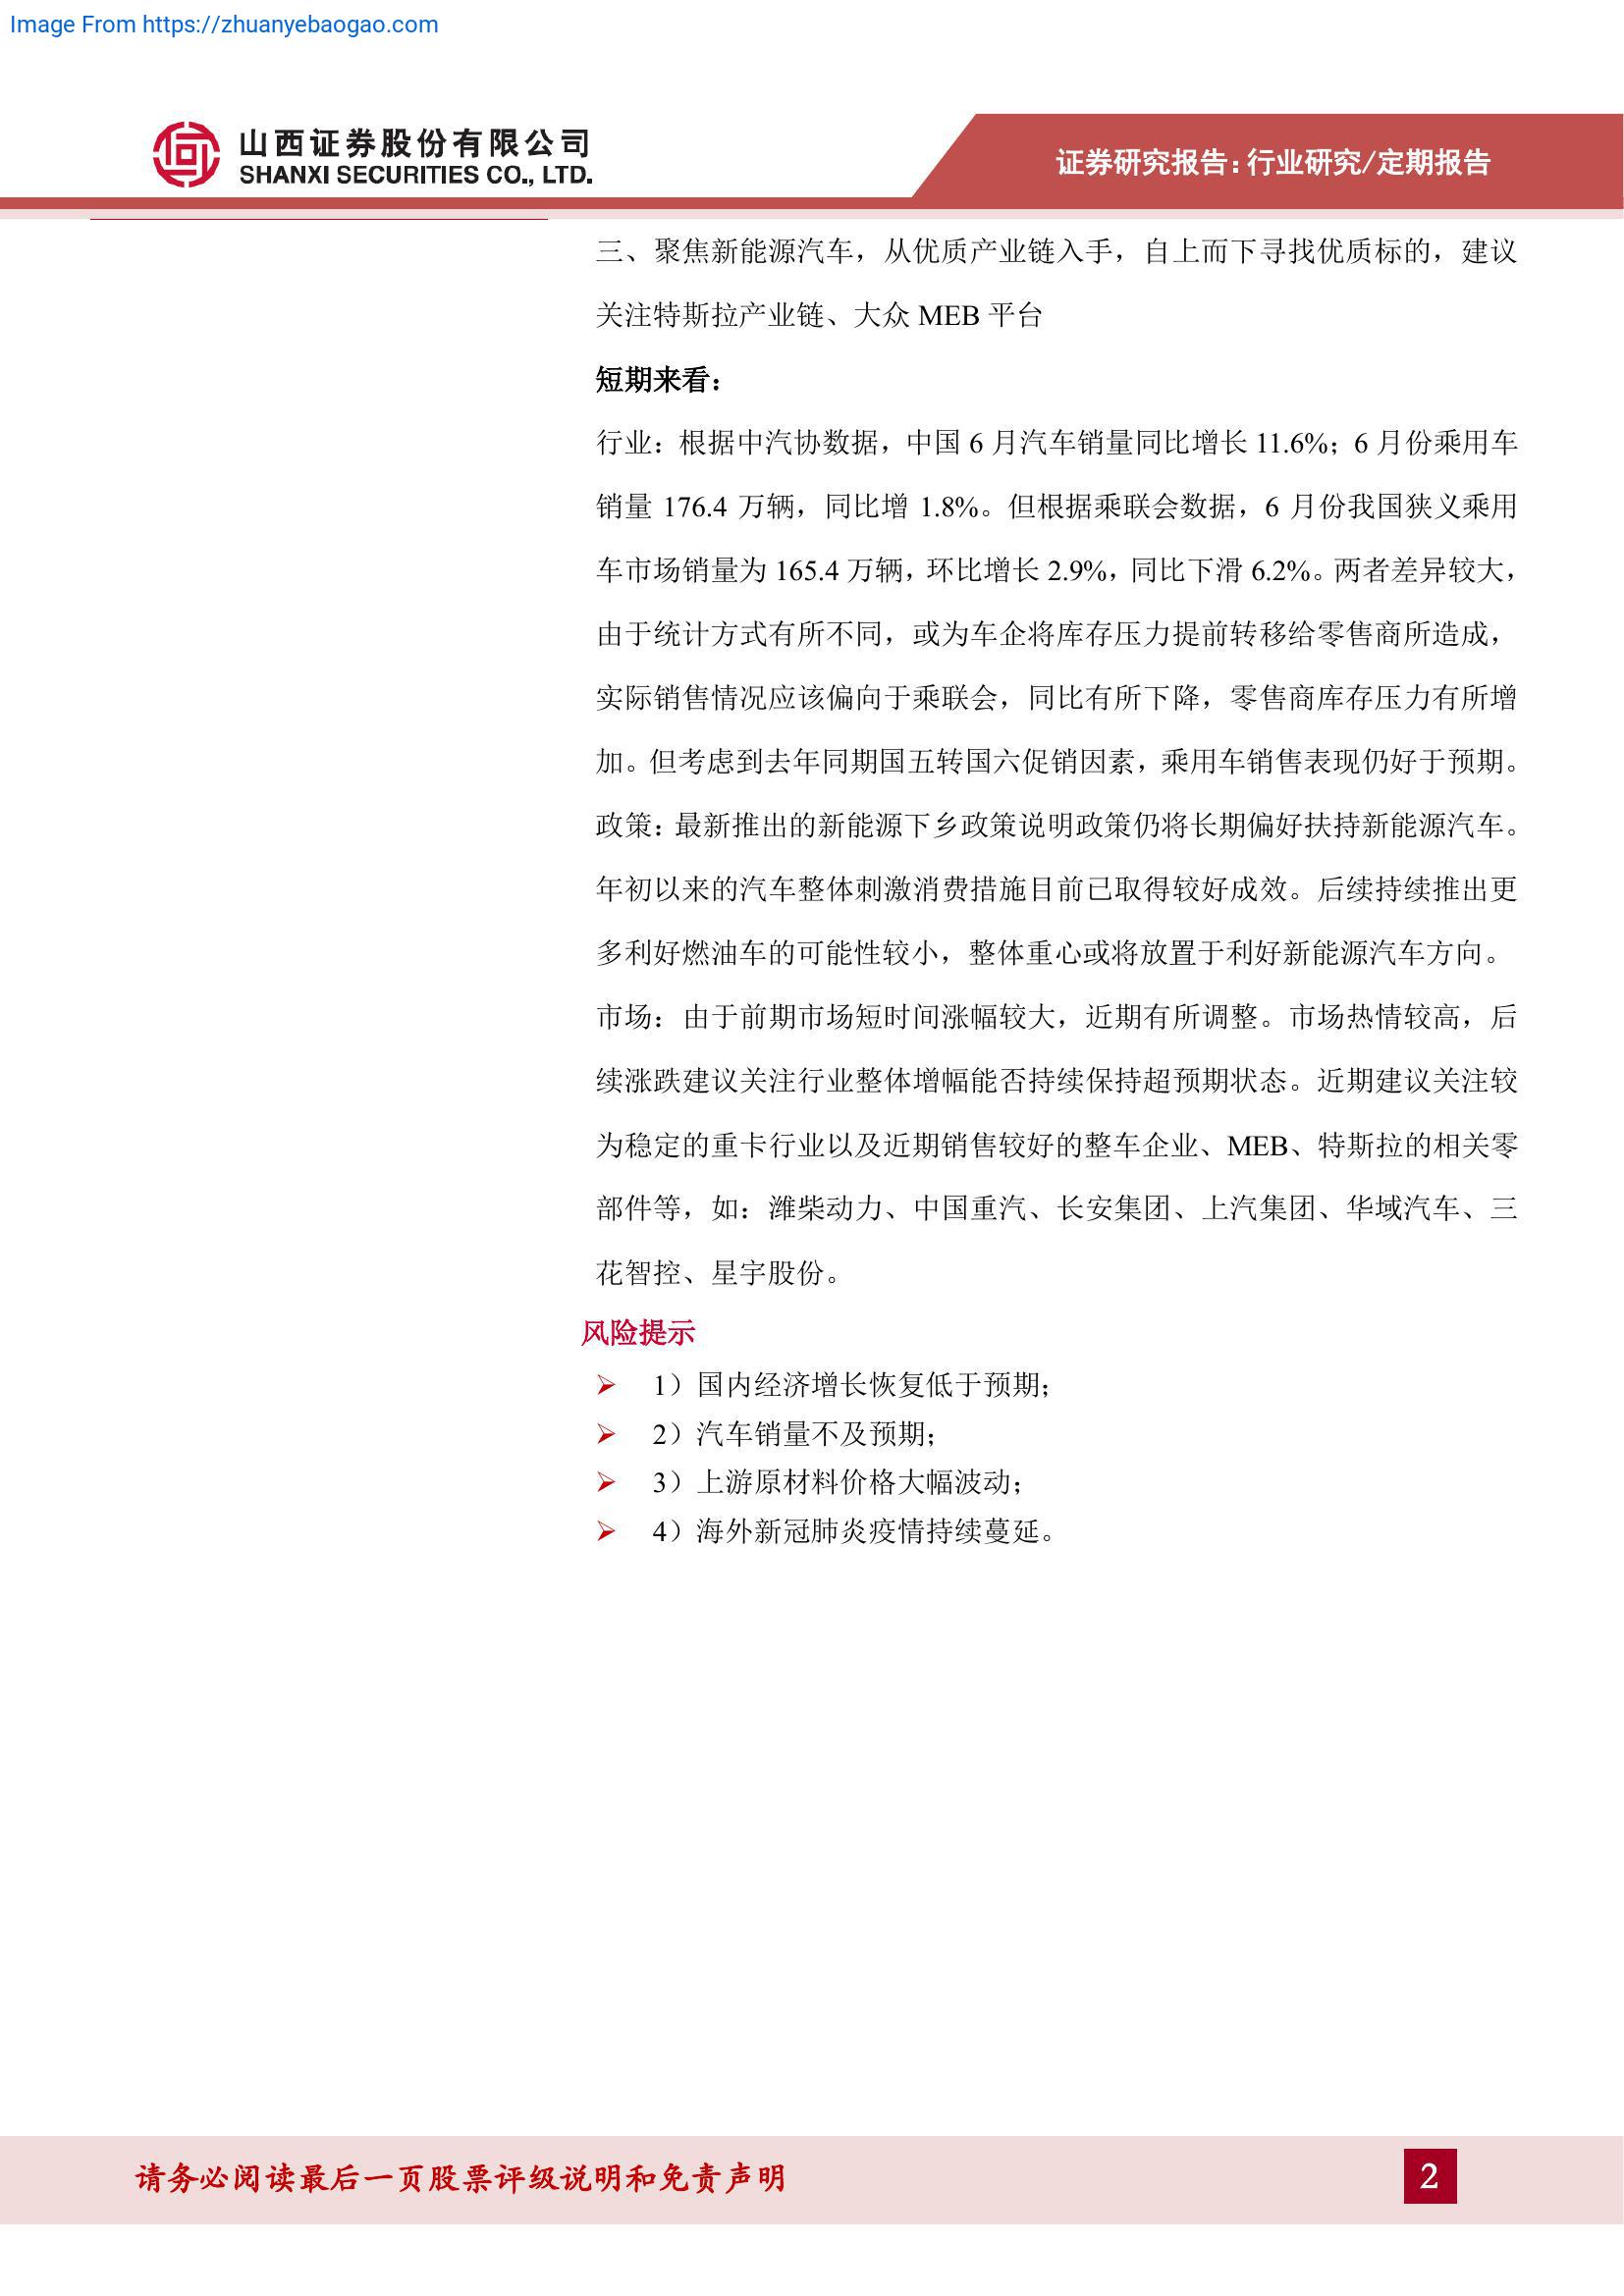 Image From https://zhuanyebaogao.com
山西证券股份有限公司
SHANXI SECURITIES CO., LTD.
证券研究报告：行业研究/定期报告
三、聚焦新能源汽车，从优质产业链入手，自上而下寻找优质标的，建议
关注特斯拉产业链、大众 MEB 平台
短期来看：
行业：根据中汽协数据，中国 6 月汽车销量同比增长 11.6%；6 月份乘用车
销量 176.4 万辆，同比增 1.8%。但根据乘联会数据，6 月份我国狭义乘用
车市场销量为 165.4 万辆，环比增长 2.9%，同比下滑 6.2%。两者差异较大，
由于统计方式有所不同，或为车企将库存压力提前转移给零售商所造成，
实际销售情况应该偏向于乘联会，同比有所下降，零售商库存压力有所增
加。但考虑到去年同期国五转国六促销因素，乘用车销售表现仍好于预期。
政策：最新推出的新能源下乡政策说明政策仍将长期偏好扶持新能源汽车。
年初以来的汽车整体刺激消费措施目前已取得较好成效。后续持续推出更
多利好燃油车的可能性较小，整体重心或将放置于利好新能源汽车方向。
市场：由于前期市场短时间涨幅较大，近期有所调整。市场热情较高，后
续涨跌建议关注行业整体增幅能否持续保持超预期状态。近期建议关注较
为稳定的重卡行业以及近期销售较好的整车企业、MEB、特斯拉的相关零
部件等，如：潍柴动力、中国重汽、长安集团、上汽集团、华域汽车、三
花智控、星宇股份。
风险提示
➢ 1）国内经济增长恢复低于预期；
➢ 2）汽车销量不及预期；
➢ 3）上游原材料价格大幅波动；
➢ 4）海外新冠肺炎疫情持续蔓延。
请务必阅读最后一页股票评级说明和免责声明
2